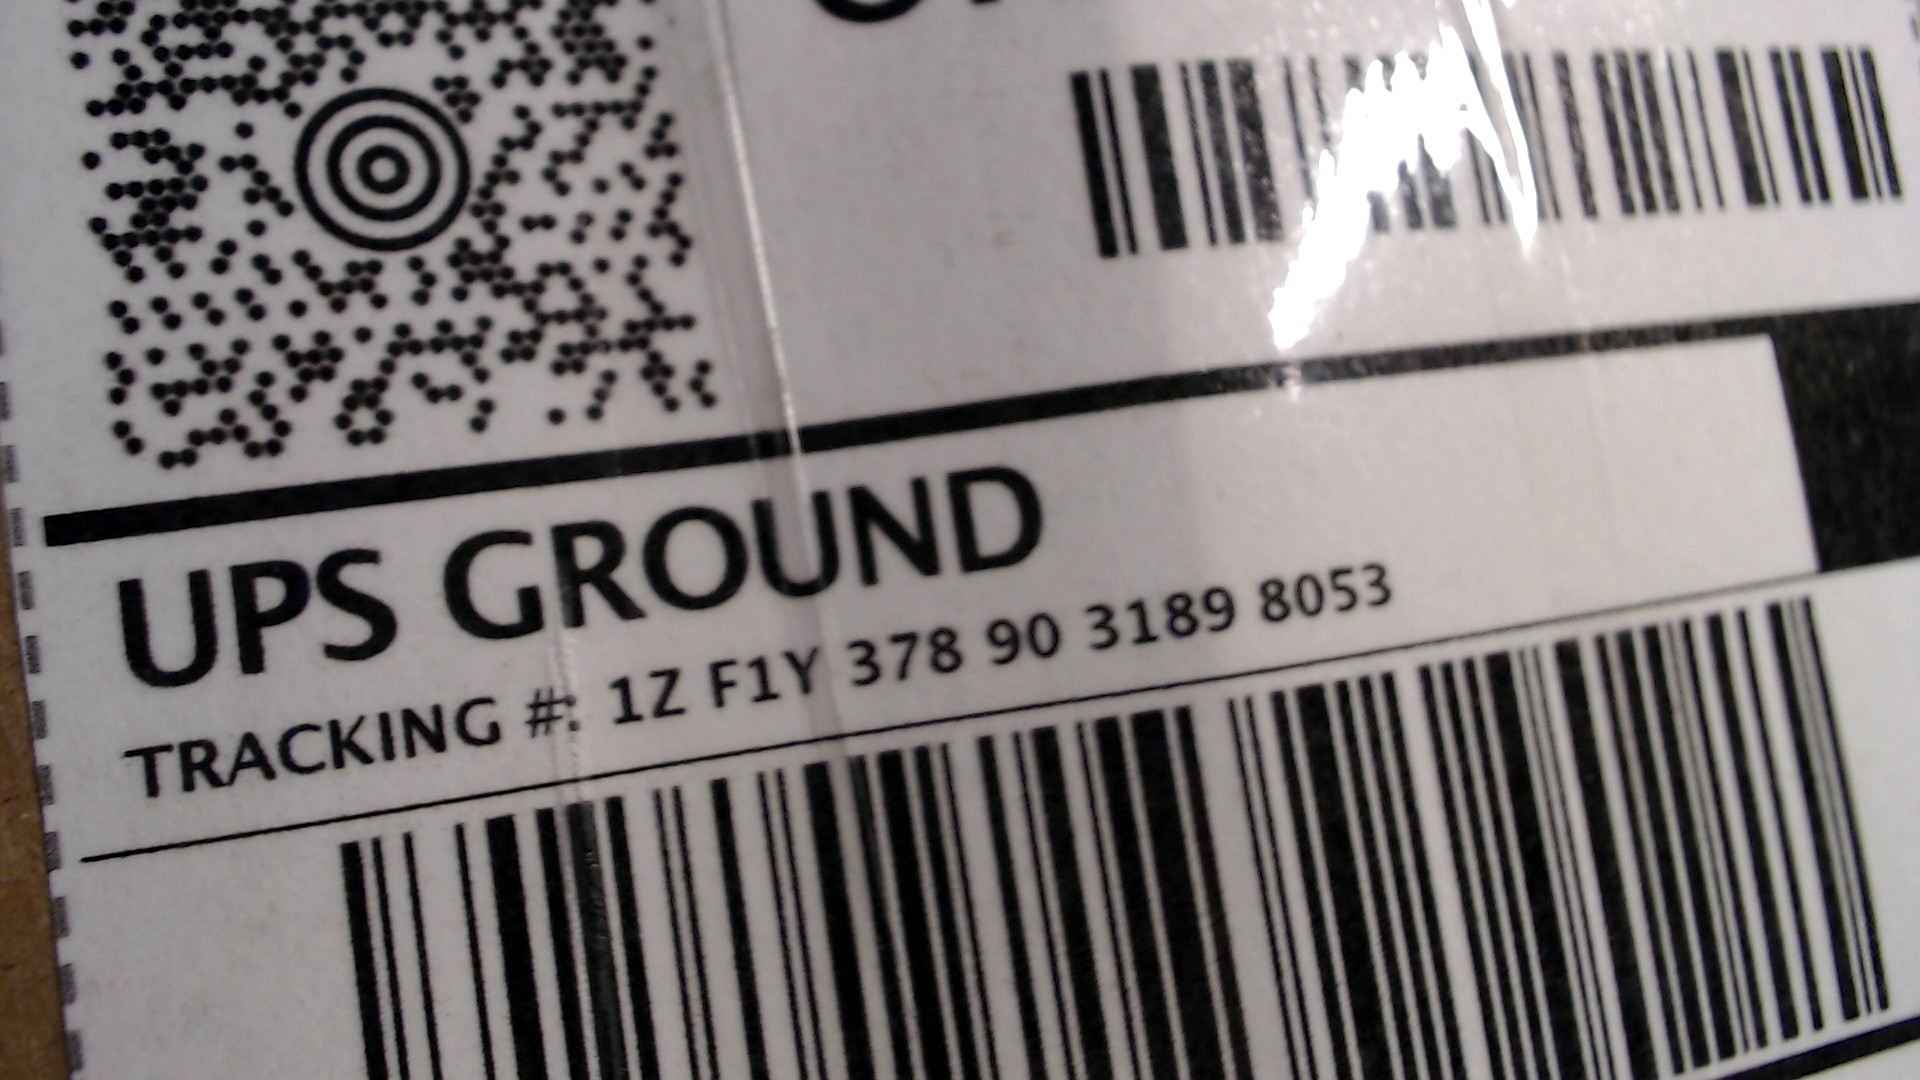 UPS GROUND
TRACKING #: 1Z F1Y 378 90 3189 8053